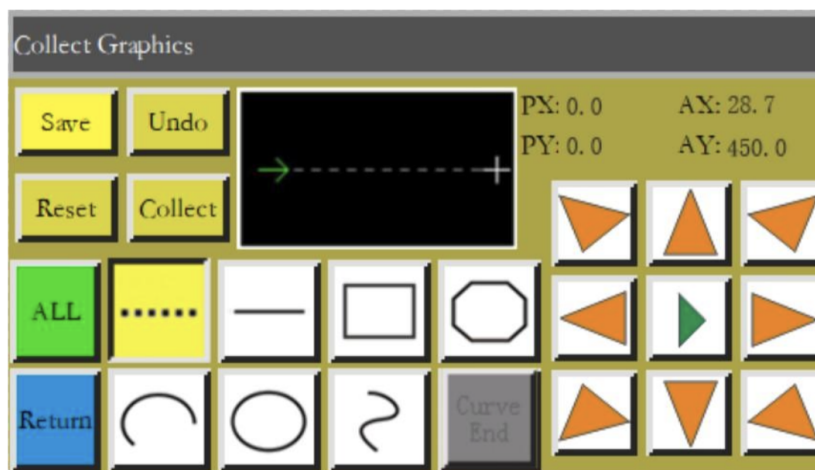 Collect Graphics
Save
Undo
PX: 0.0
AX: 28.7
PY: 0.0
AY: 450.0
Reset
Collect
ALL
Return
Curve
End